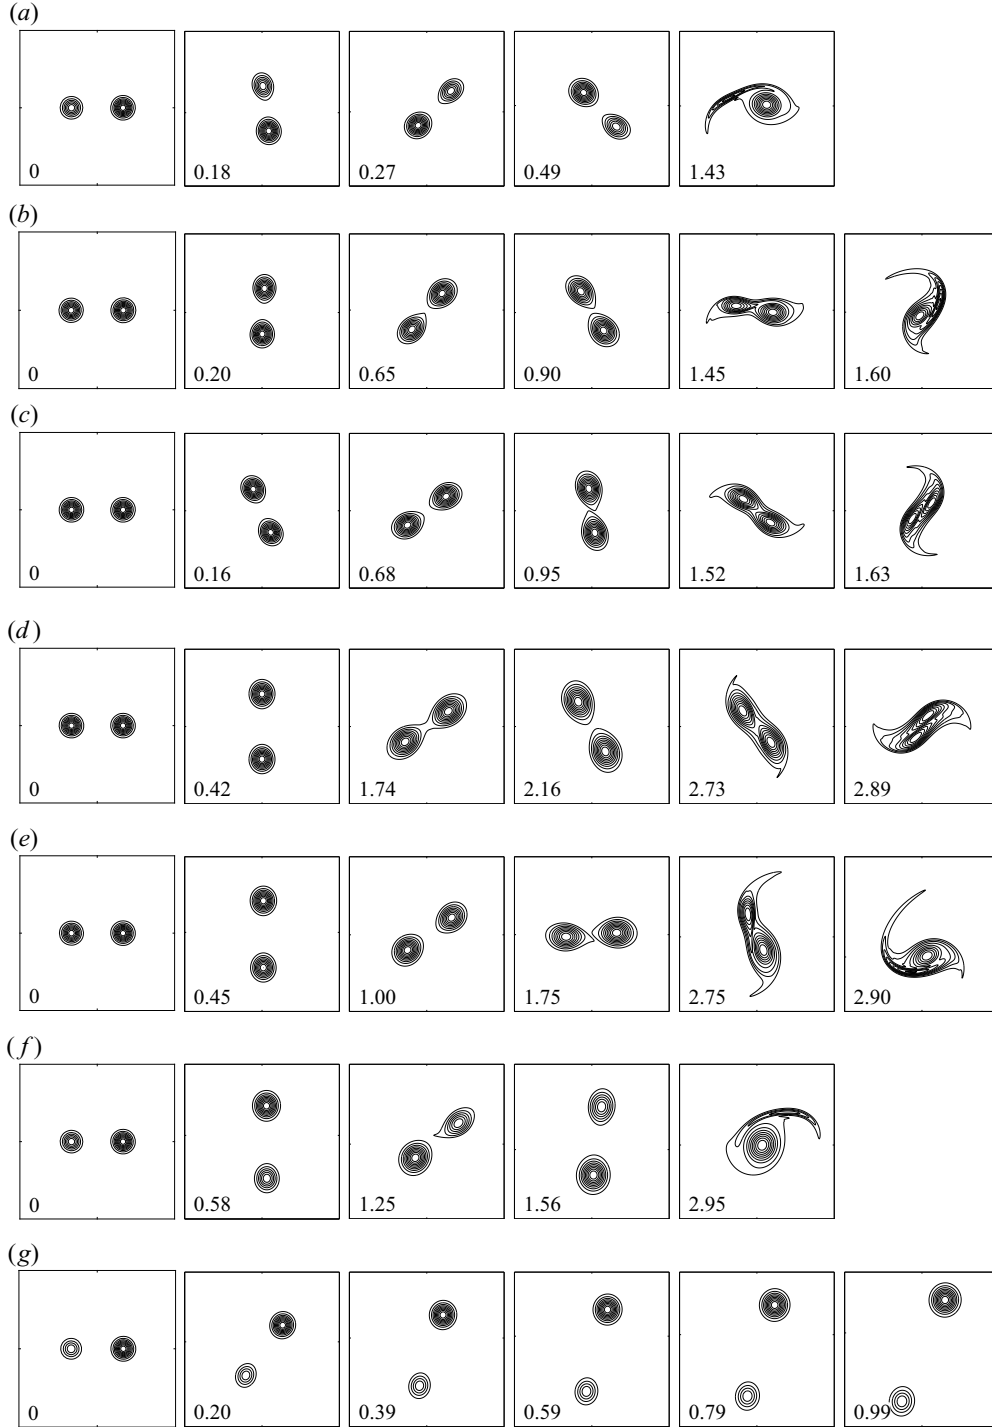 (a)
0 0.18 0.27 0.49 1.43
(b)
0 0.20 0.65 0.90 1.45 1.60
(c)
0 0.16 0.68 0.95 1.52 1.63
(d)
0 0.42 1.74 2.16 2.73 2.89
(e)
0 0.45 1.00 1.75 2.75 2.90
(f)
0 0.58 1.25 1.56 2.95
(g)
0 0.20 0.39 0.59 0.79 0.99